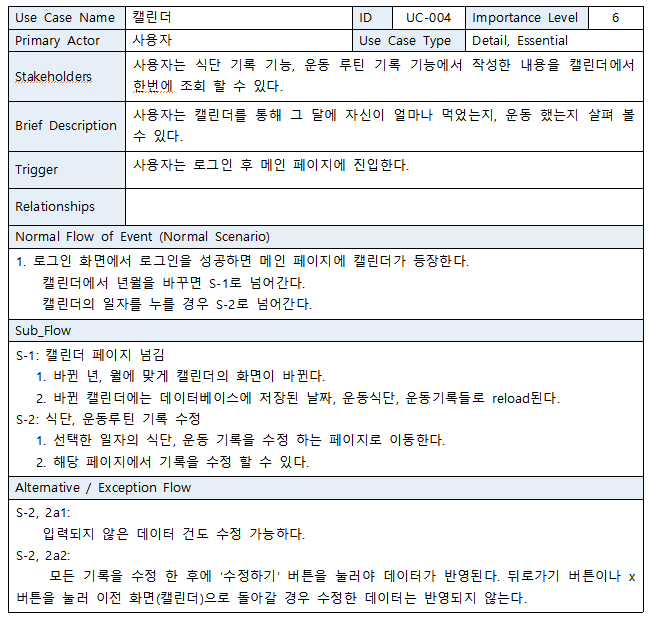 Use Case Name 캘린더 ID UC-004 Importance Level 6
Primary Actor 사용자 Use Case Type Detail, Essential
Stakeholders 사용자는 식단 기록 기능, 운동 루틴 기록 기능에서 작성한 내용을 캘린더에서
한번에 조회 할 수 있다.
Brief Description 사용자는 캘린더를 통해 그 달에 자신이 얼마나 먹었는지, 운동 했는지 살펴 볼
수 있다.
Trigger 사용자는 로그인 후 메인 페이지에 진입한다.
Relationships
Normal Flow of Event (Normal Scenario)
1. 로그인 화면에서 로그인을 성공하면 메인 페이지에 캘린더가 등장한다.
캘린더에서 년월을 바꾸면 S-1로 넘어간다.
캘린더의 일자를 누를 경우 S-2로 넘어간다.
Sub_Flow
S-1: 캘린더 페이지 넘김
1. 바뀐 년, 월에 맞게 캘린더의 화면이 바뀐다.
2. 바뀐 캘린더에는 데이터베이스에 저장된 날짜, 운동식단, 운동기록들로 reload된다.
S-2: 식단, 운동루틴 기록 수정
1. 선택한 일자의 식단, 운동 기록을 수정 하는 페이지로 이동한다.
2. 해당 페이지에서 기록을 수정 할 수 있다.
Alternative / Exception Flow
S-2, 2a1:
입력되지 않은 데이터 건도 수정 가능하다.
S-2, 2a2:
모든 기록을 수정 한 후에 '수정하기' 버튼을 눌러야 데이터가 반영된다. 뒤로가기 버튼이나 x
버튼을 눌러 이전 화면(캘린더)으로 돌아갈 경우 수정한 데이터는 반영되지 않는다.